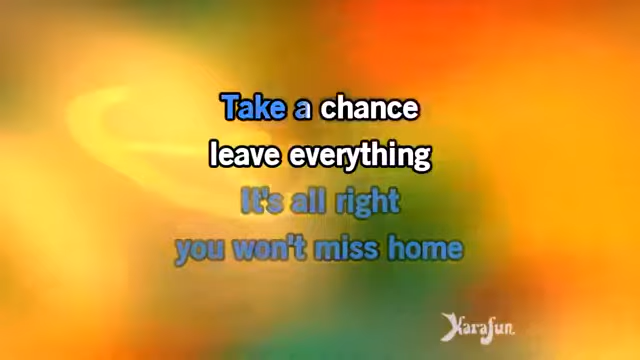 Take a chance
leave everything
It's all right
you won't miss home
KaraFun